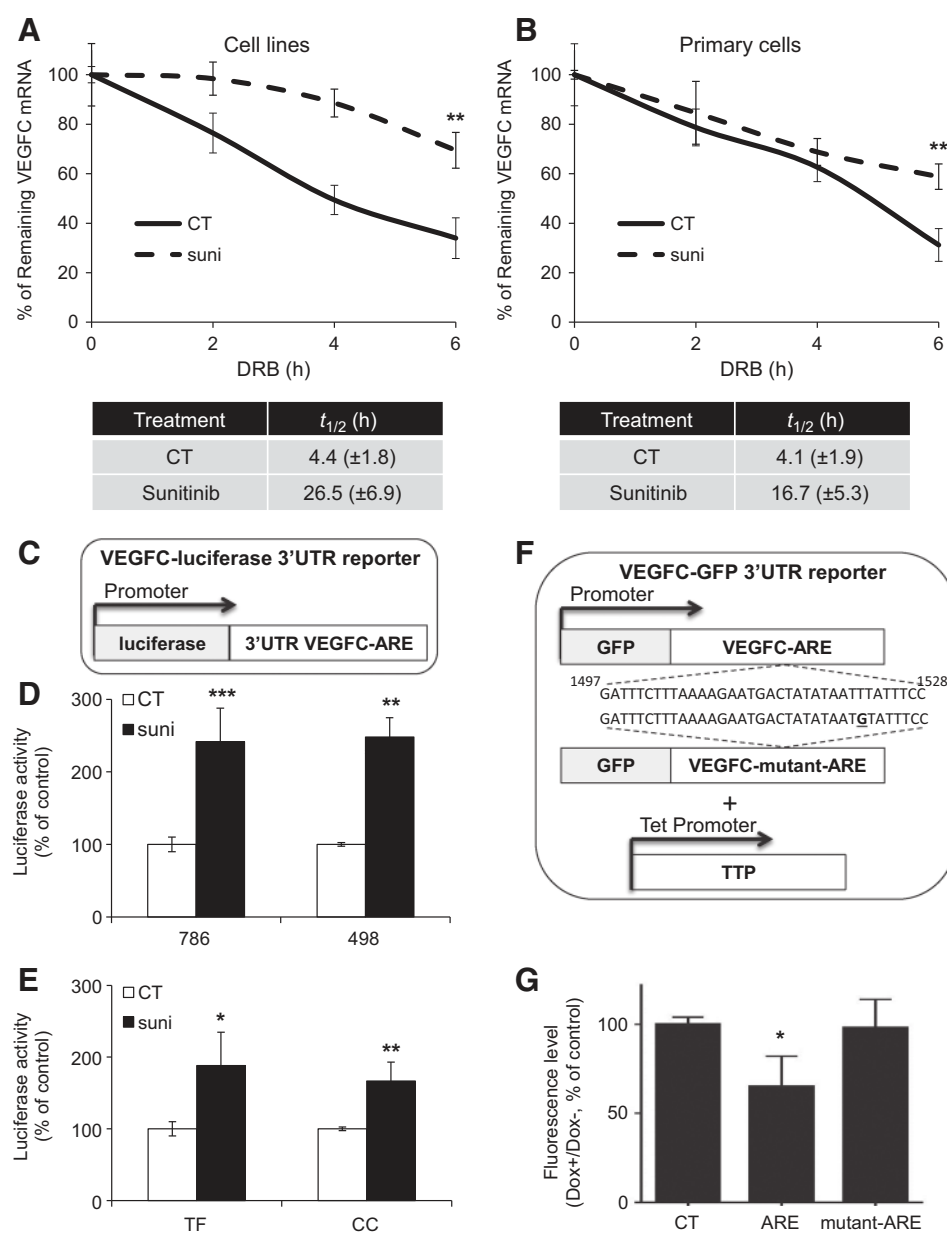 A
Cell lines
% of Remaining VEGFC mRNA
100
80
60
40
20
0
**
CT
suni
0 2 4 6
DRB (h)
Treatment t1/2 (h)
CT 4.4 (±1.8)
Sunitinib 26.5 (±6.9)
B
Primary cells
% of Remaining VEGFC mRNA
100
80
60
40
20
0
**
CT
suni
0 2 4 6
DRB (h)
Treatment t1/2 (h)
CT 4.1 (±1.9)
Sunitinib 16.7 (±5.3)
C
VEGFC-luciferase 3’UTR reporter
Promoter
luciferase 3’UTR VEGFC-ARE
D
Luciferase activity
(% of control)
300
200
100
0
CT
suni
***
**
786 498
E
Luciferase activity
(% of control)
300
200
100
0
CT
suni
*
**
TF CC
F
VEGFC-GFP 3’UTR reporter
Promoter
GFP VEGFC-ARE
1497 1528
GATTTCTTTAAAAGAATGACTATATAATTTATTTCC
GATTTCTTTAAAAGAATGACTATATAATGTATTTCC
GFP VEGFC-mutant-ARE
+
Tet Promoter
TTP
G
Fluorescence level
(Dox+/Dox-, % of control)
100
50
0
*
CT ARE mutant-ARE